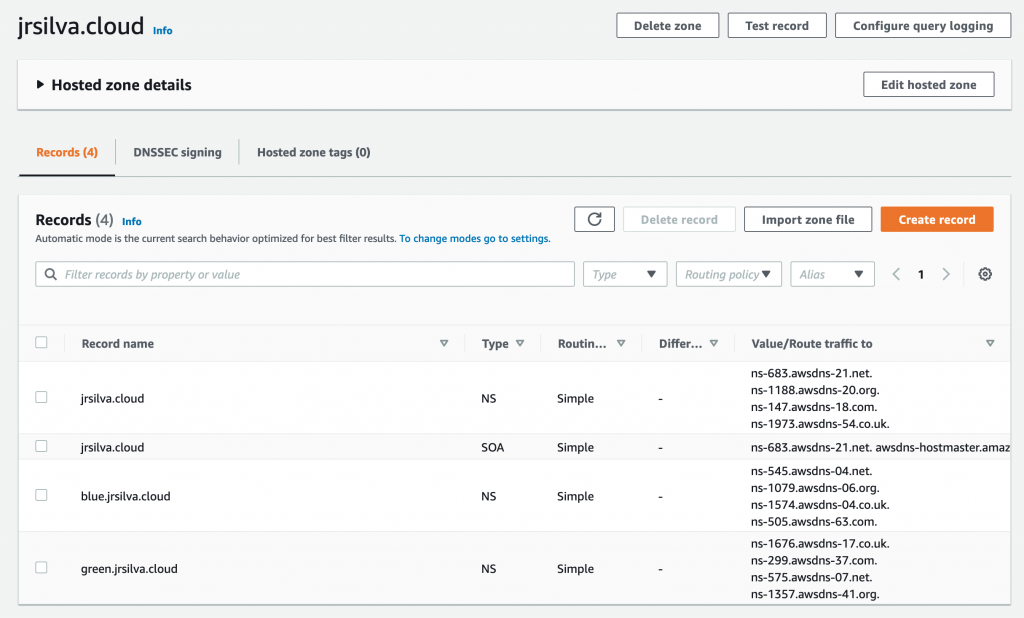 jrsilva.cloud Info Delete zone Test record Configure query logging
Hosted zone details Edit hosted zone
Records (4) DNSSEC signing Hosted zone tags (0)
Records (4) Info Delete record Import zone file Create record
Automatic mode is the current search behavior optimized for best filter results. To change modes go to settings.
Filter records by property or value Type Routing policy Alias 1
Record name Type Routin... Differ... Value/Route traffic to
jrsilva.cloud NS Simple - ns-683.awsdns-21.net.
ns-1188.awsdns-20.org.
ns-147.awsdns-18.com.
ns-1973.awsdns-54.co.uk.
jrsilva.cloud SOA Simple - ns-683.awsdns-21.net. awsdns-hostmaster.amaz
blue.jrsilva.cloud NS Simple - ns-545.awsdns-04.net.
ns-1079.awsdns-06.org.
ns-1574.awsdns-04.co.uk.
ns-505.awsdns-63.com.
green.jrsilva.cloud NS Simple - ns-1676.awsdns-17.co.uk.
ns-299.awsdns-37.com.
ns-575.awsdns-07.net.
ns-1357.awsdns-41.org.